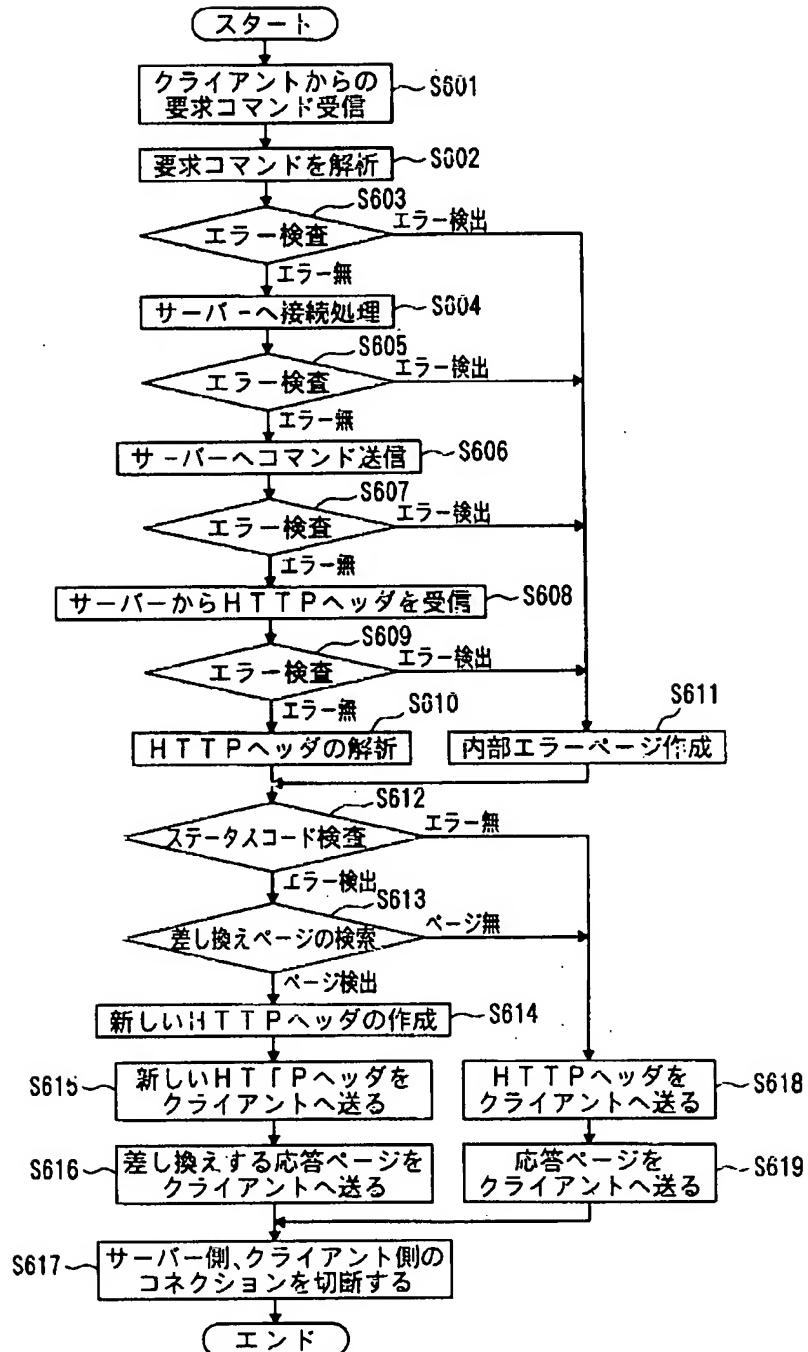 スタート
クライアントからの
要求コマンド受信
S601
要求コマンドを解析
S602
S603
エラー検査
エラー検出
エラー無
サーバーへ接続処理
S604
S605
エラー検査
エラー検出
エラー無
サーバーへコマンド送信
S606
S607
エラー検査
エラー検出
エラー無
サーバーからHTTPヘッダを受信
S608
S609
エラー検査
エラー検出
エラー無
S610
HTTPヘッダの解析
S611
内部エラーページ作成
S612
ステータスコード検査
エラー無
エラー検出
S613
差し換えページの検索
ページ無
ページ検出
新しいHTTPヘッダの作成
S614
S615
新しいHTTPヘッダを
クライアントへ送る
HTTPヘッダを
クライアントへ送る
S618
S616
差し換えする応答ページを
クライアントへ送る
応答ページを
クライアントへ送る
S619
S617
サーバー側、クライアント側の
コネクションを切断する
エンド